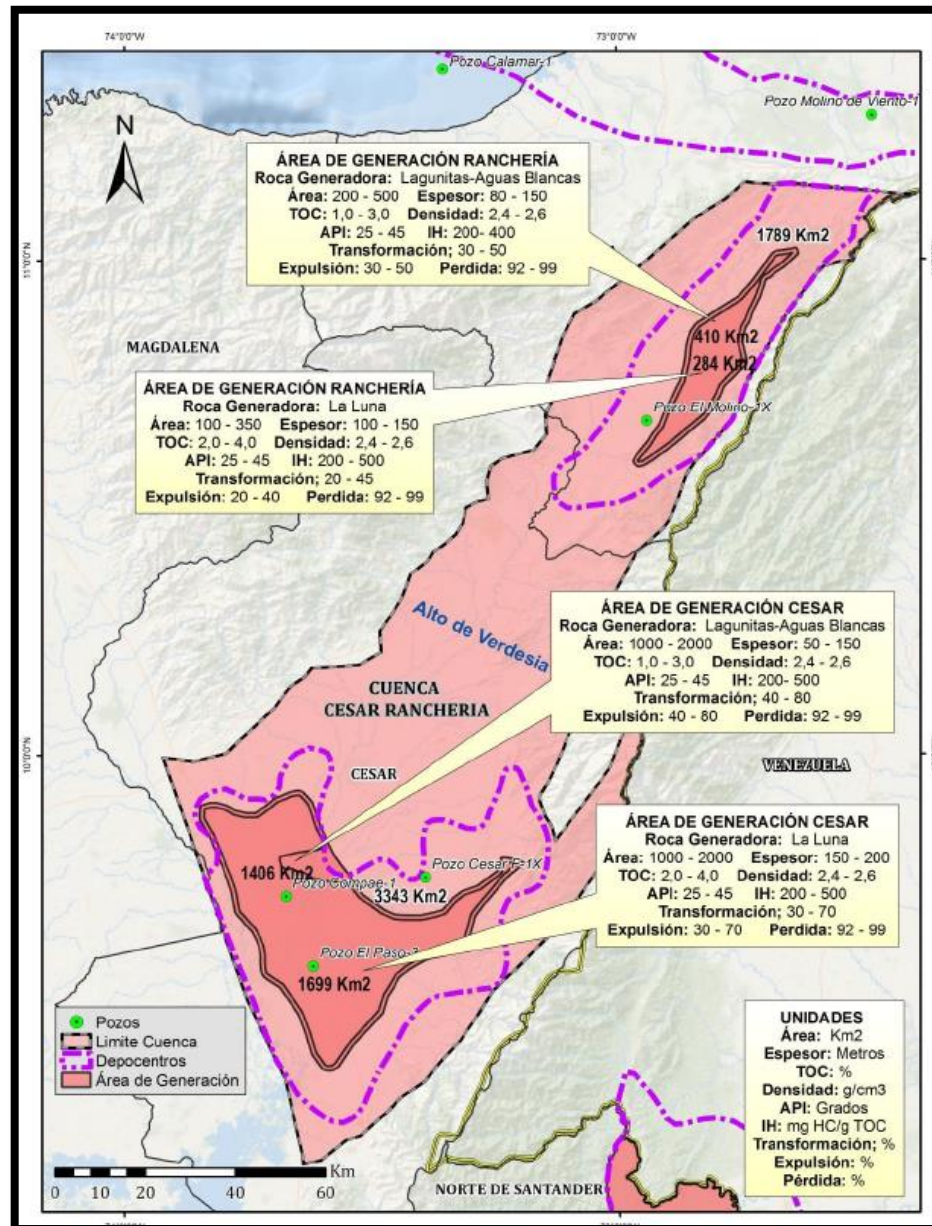 74°0'0"W
73°0'0"W
Pozo Calamar-1
Pozo Molino de Viento-1
N
ÁREA DE GENERACIÓN RANCHERÍA
Roca Generadora: Lagunitas-Aguas Blancas
Área: 200 - 500 Espesor: 80 - 150
TOC: 1,0 - 3,0 Densidad: 2,4 - 2,6
API: 25 - 45 IH: 200- 400
Transformación; 30 - 50
Expulsión: 30 - 50 Perdida: 92 - 99
1789 Km2
11°0'0"N
11°0'0"N
MAGDALENA
410 Km2
284 Km2
ÁREA DE GENERACIÓN RANCHERÍA
Roca Generadora: La Luna
Área: 100 - 350 Espesor: 100 - 150
TOC: 2,0 - 4,0 Densidad: 2,4 - 2,6
API: 25 - 45 IH: 200 - 500
Transformación: 20 - 45
Expulsión: 20 - 40 Perdida: 92 - 99
Pozo El Molino-1X
Alto de Verdesia
ÁREA DE GENERACIÓN CESAR
Roca Generadora: Lagunitas-Aguas Blancas
Área: 1000 - 2000 Espesor: 50 - 150
TOC: 1,0 - 3,0 Densidad: 2,4 - 2,6
API: 25 - 45 IH: 200- 500
Transformación; 40 - 80
Expulsión: 40 - 80 Perdida: 92 - 99
CUENCA
CESAR RANCHERIA
10°0'0"N
10°0'0"N
CESAR
VENEZUELA
ÁREA DE GENERACIÓN CESAR
Roca Generadora: La Luna
Área: 1000 - 2000 Espesor: 150 - 200
TOC: 2,0 - 4,0 Densidad: 2,4 - 2,6
API: 25 - 45 IH: 200 - 500
Transformación; 30 - 70
Expulsión: 30 - 70 Perdida: 92 - 99
1406 Km2
Pozo Compae-1
Pozo Cesar F-1X
3343 Km2
Pozo El Paso-3
1699 Km2
Pozos
Limite Cuenca
Depocentros
Área de Generación
UNIDADES
Área: Km2
Espesor: Metros
TOC: %
Densidad: g/cm3
API: Grados
IH: mg HC/g TOC
Transformación; %
Expulsión: %
Pérdida: %
Km
0 10 20 40 60
NORTE DE SANTANDER